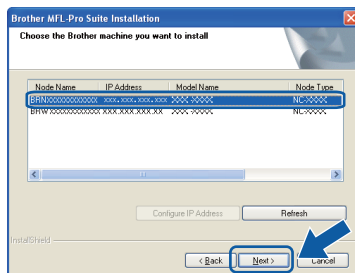 Brother MFL-Pro Suite Installation
Choose the Brother machine you want to install
Node Name IP Address Model Name Node Type
BRNXXXXXXXXXXXX xxx.xxx.xxx.xxx XXX-XXXX NC-XXXX
BRWXXXXXXXXXXXX XXX.XXX.XXX.XX XXX-XXXX NC-XXXX
Configure IP Address Refresh
InstallShield
< Back Next > Cancel